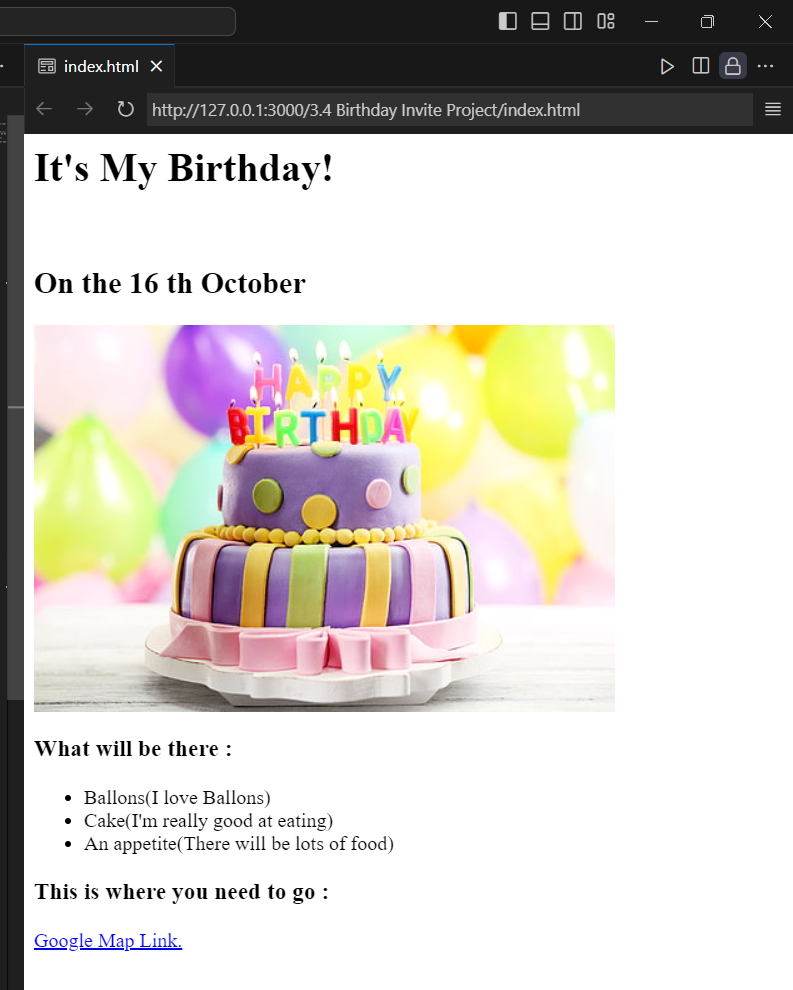 index.html
http://127.0.0.1:3000/3.4 Birthday Invite Project/index.html
It's My Birthday!
On the 16 th October
HAPPY
BIRTHDAY
What will be there :
Ballons(I love Ballons)
Cake(I'm really good at eating)
An appetite(There will be lots of food)
This is where you need to go :
Google Map Link.